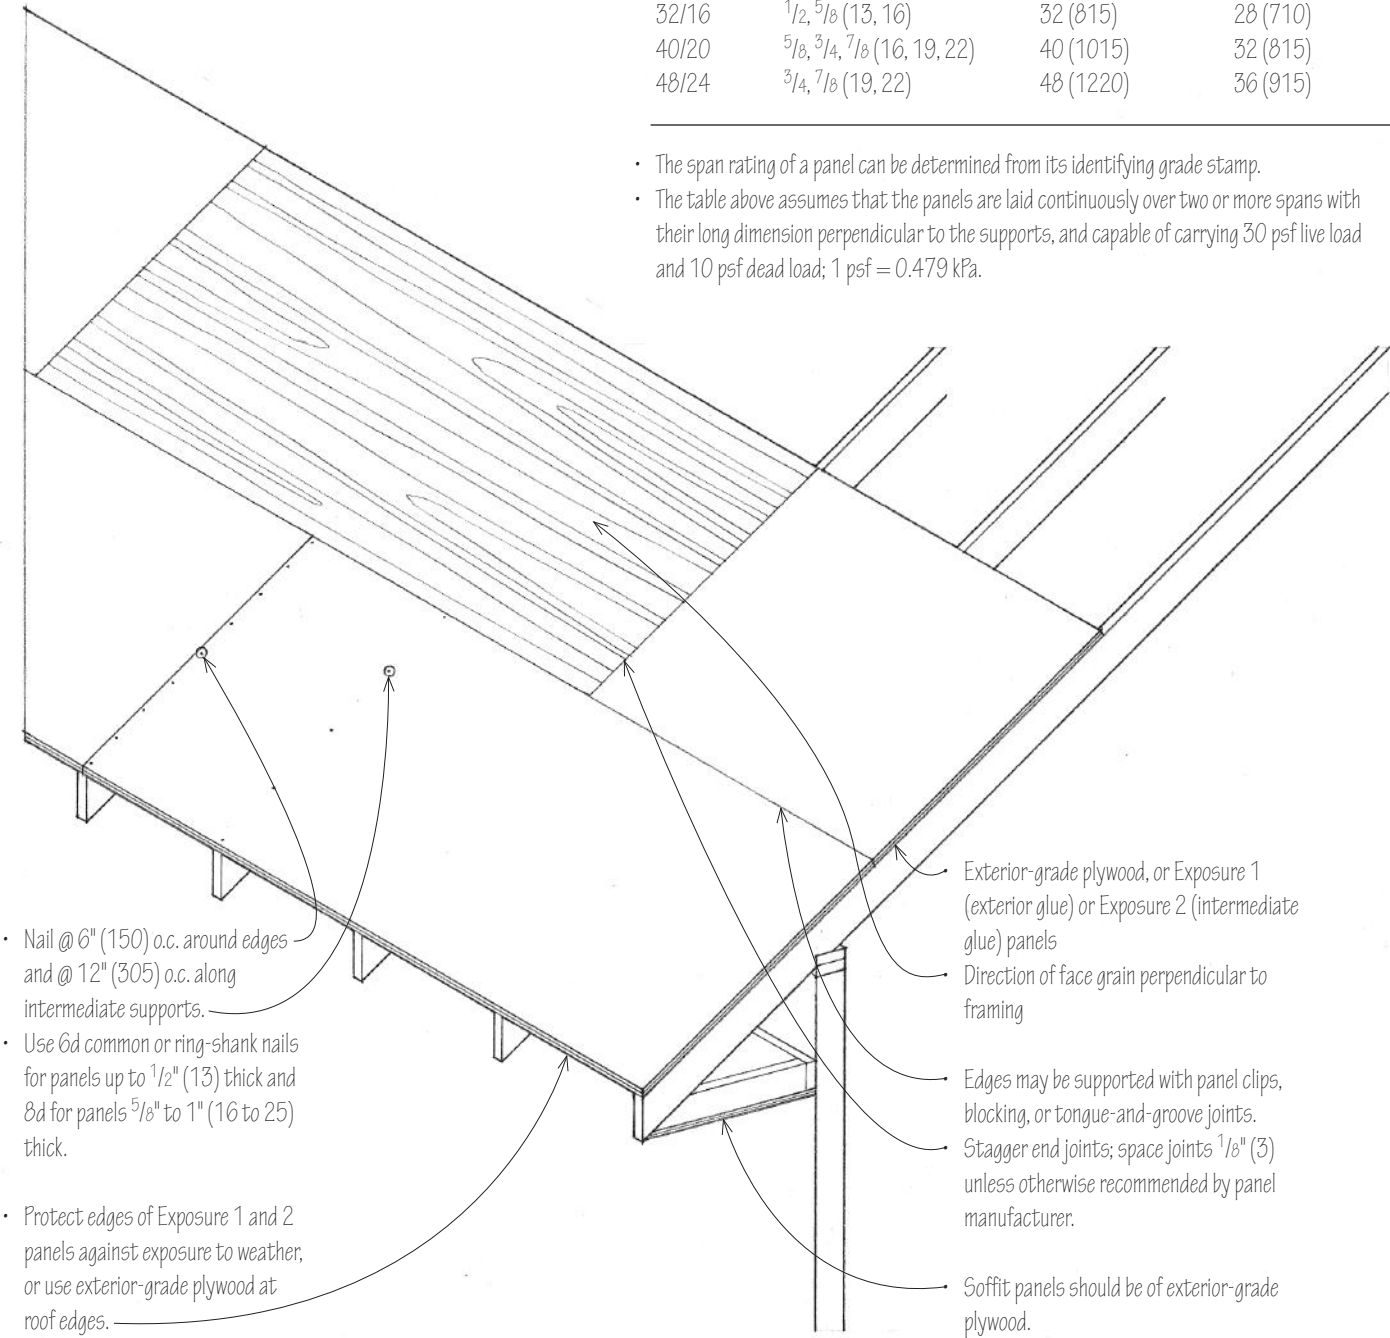 32/16 1/2, 5/8 (13, 16) 32 (815) 28 (710)
40/20 5/8, 3/4, 7/8 (16, 19, 22) 40 (1015) 32 (815)
48/24 3/4, 7/8 (19, 22) 48 (1220) 36 (915)
• The span rating of a panel can be determined from its identifying grade stamp.
• The table above assumes that the panels are laid continuously over two or more spans with
their long dimension perpendicular to the supports, and capable of carrying 30 psf live load
and 10 psf dead load; 1 psf = 0.479 kPa.
• Nail @ 6" (150) o.c. around edges
and @ 12" (305) o.c. along
intermediate supports.
• Use 6d common or ring-shank nails
for panels up to 1/2" (13) thick and
8d for panels 5/8" to 1" (16 to 25)
thick.
• Protect edges of Exposure 1 and 2
panels against exposure to weather,
or use exterior-grade plywood at
roof edges.
• Exterior-grade plywood, or Exposure 1
(exterior glue) or Exposure 2 (intermediate
glue) panels
• Direction of face grain perpendicular to
framing
• Edges may be supported with panel clips,
blocking, or tongue-and-groove joints.
• Stagger end joints; space joints 1/8" (3)
unless otherwise recommended by panel
manufacturer.
• Soffit panels should be of exterior-grade
plywood.